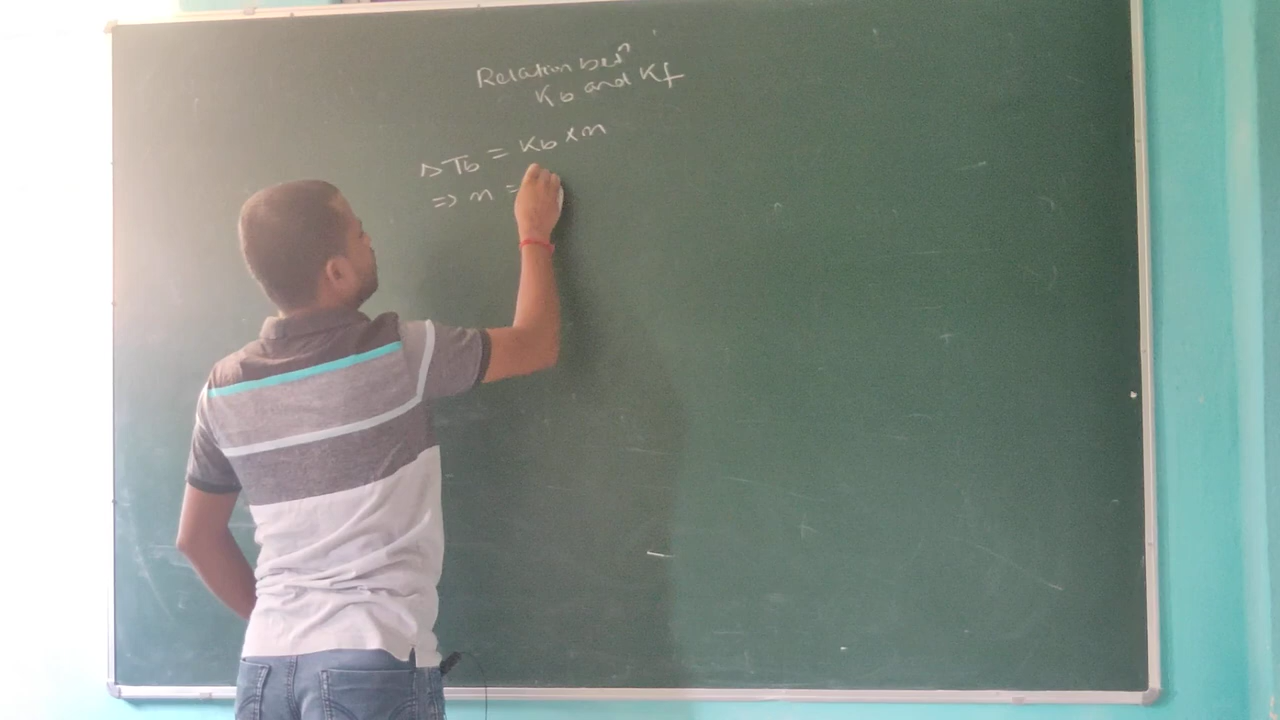 Relation betn
Kb and Kf
ΔTb = Kb × m
⇒ m =